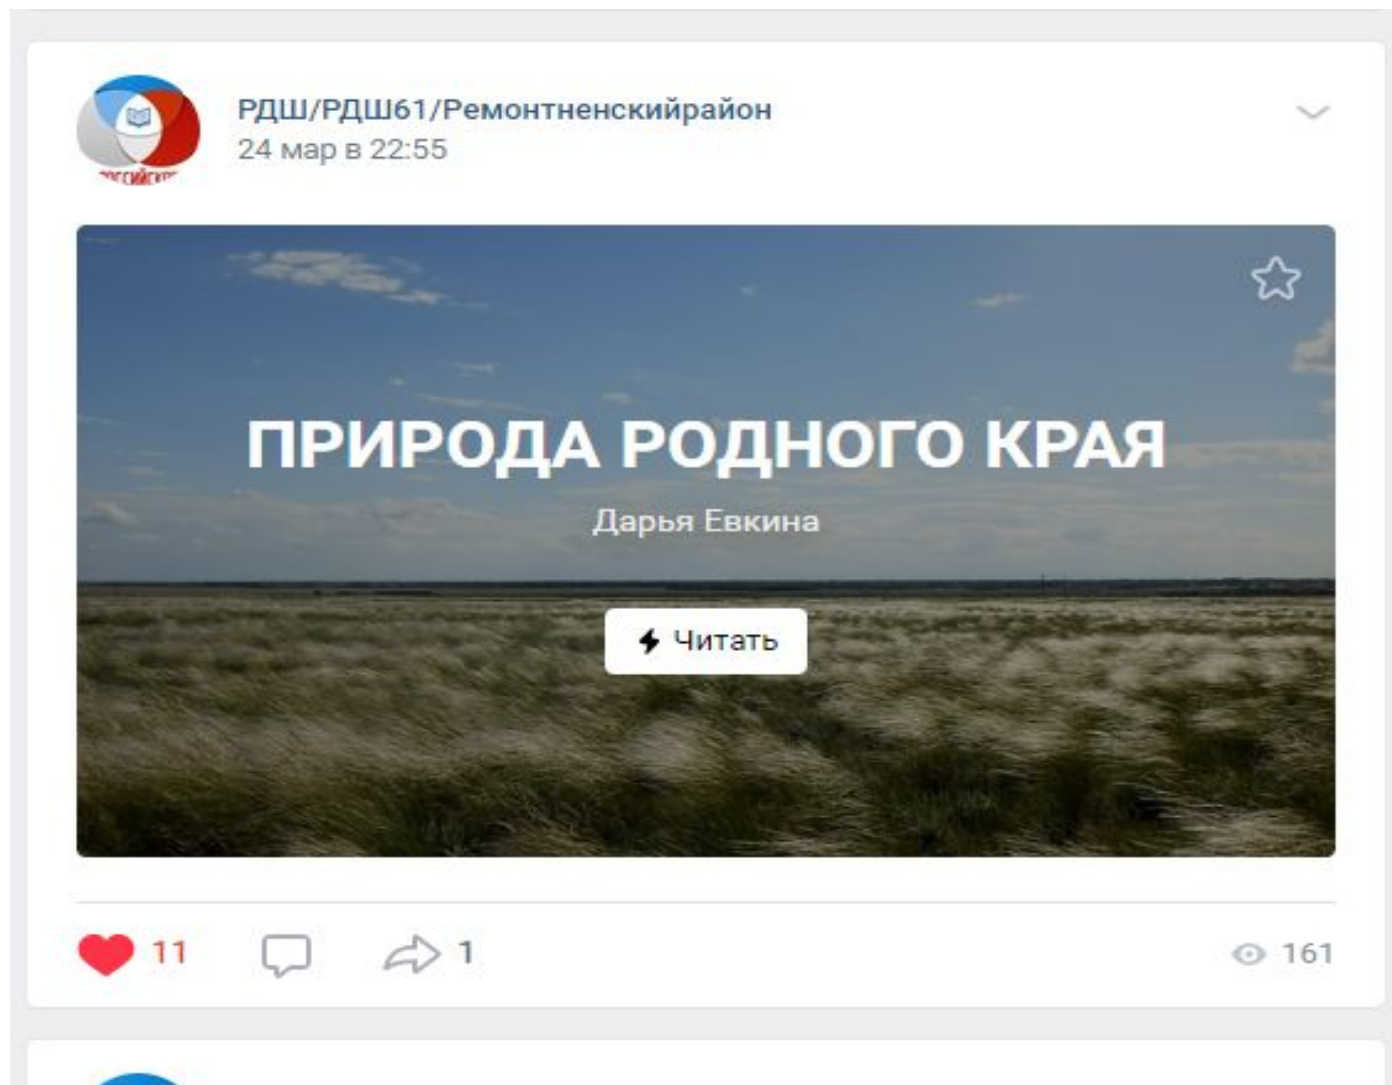 РДШ/РДШ61/Ремонтненскийрайон
24 мар в 22:55
ПРИРОДА РОДНОГО КРАЯ
Дарья Евкина
Читать
11
1
161